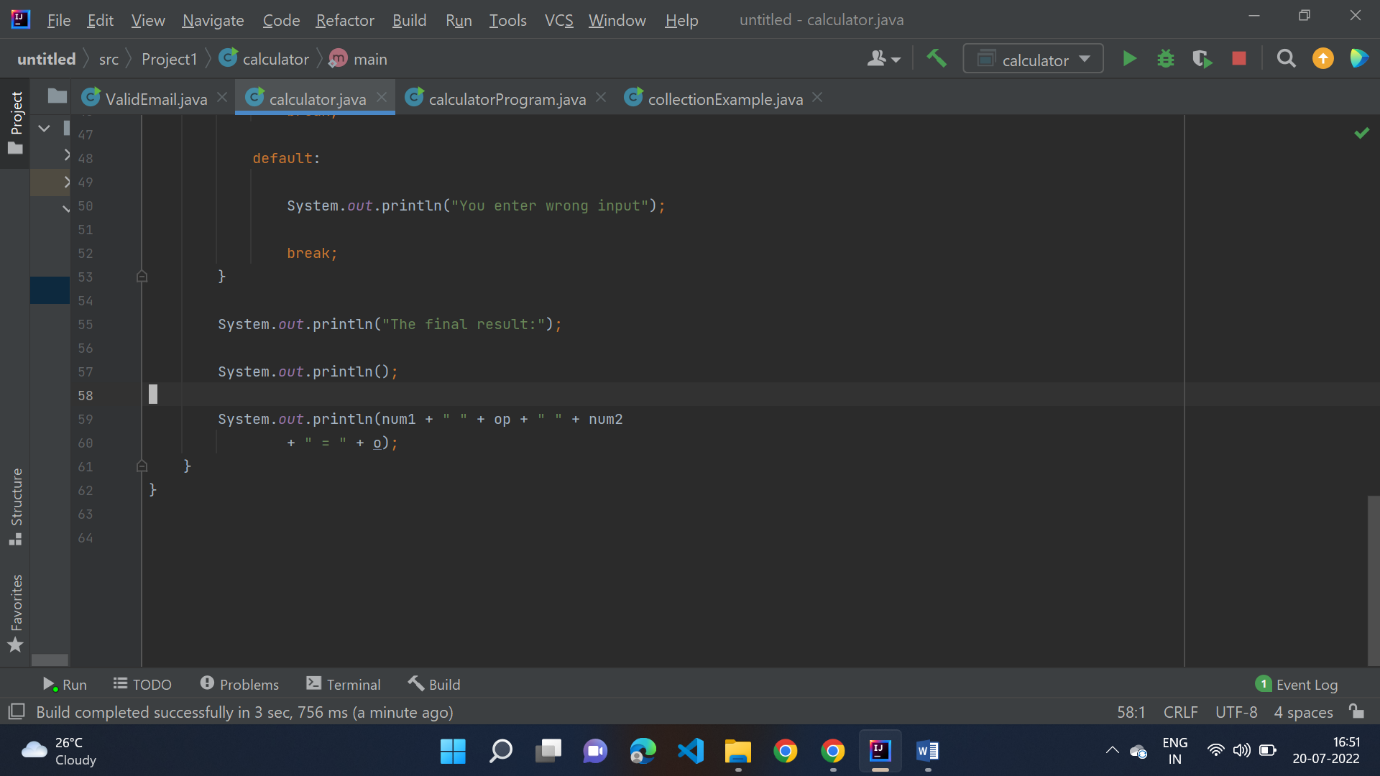 File Edit View Navigate Code Refactor Build Run Tools VCS Window Help untitled - calculator.java
untitled src Project1 calculator main calculator
Project
ValidEmail.java calculator.java calculatorProgram.java collectionExample.java
47
48 default:
49
50 System.out.println("You enter wrong input");
51
52 break;
53 }
54
55 System.out.println("The final result:");
56
57 System.out.println();
58
59 System.out.println(num1 + " " + op + " " + num2
60 + " = " + o);
61 }
62 }
63
64
Structure
Favorites
Run TODO Problems Terminal Build 1 Event Log
Build completed successfully in 3 sec, 756 ms (a minute ago) 58:1 CRLF UTF-8 4 spaces
26°C
Cloudy
ENG
IN
16:51
20-07-2022